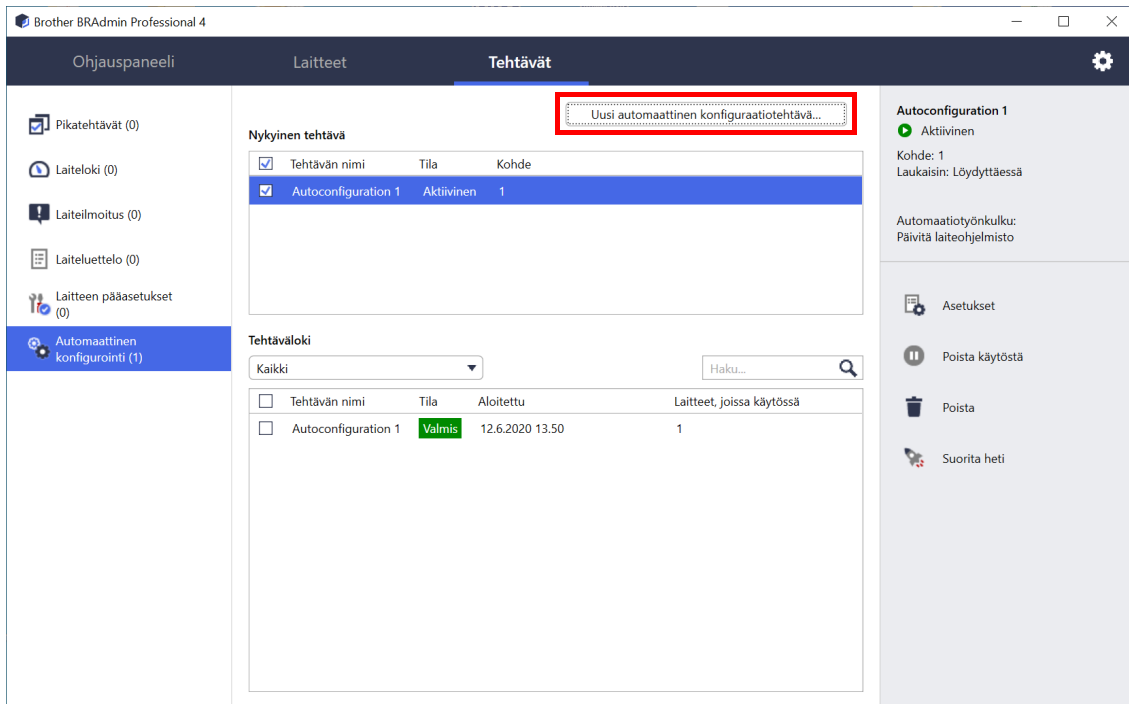 Brother BRAdmin Professional 4
Ohjauspaneeli Laitteet Tehtävät
Pikatehtävät (0)
Laiteloki (0)
Laiteilmoitus (0)
Laiteluettelo (0)
Laitteen pääasetukset
(0)
Automaattinen
konfigurointi (1)
Uusi automaattinen konfiguraatiotehtävä...
Nykyinen tehtävä
Tehtävän nimi Tila Kohde
Autoconfiguration 1 Aktiivinen 1
Tehtäväloki
Kaikki Haku...
Tehtävän nimi Tila Aloitettu Laitteet, joissa käytössä
Autoconfiguration 1 Valmis 12.6.2020 13.50 1
Autoconfiguration 1
Aktiivinen
Kohde: 1
Laukaisin: Löydyttäessä
Automaatiotyönkulku:
Päivitä laiteohjelmisto
Asetukset
Poista käytöstä
Poista
Suorita heti